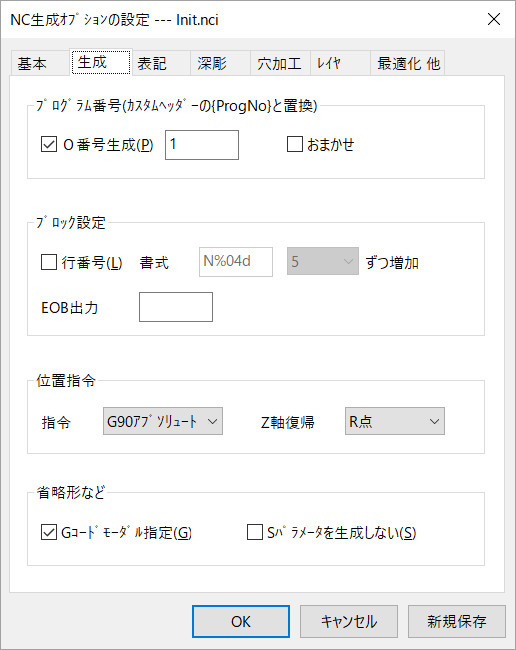 NC生成ｵﾌﾟｼｮﾝの設定 --- Init.nci
基本 生成 表記 深彫 穴加工 ﾚｲﾔ 最適化 他
ﾌﾟﾛｸﾞﾗﾑ番号(ｶｽﾀﾑﾍｯﾀﾞｰの{ProgNo}と置換)
O 番号生成(P) 1 おまかせ
ﾌﾞﾛｯｸ設定
行番号(L) 書式 N%04d 5 ずつ増加
EOB出力
位置指令
指令 G90ｱﾌﾞｿﾘｭｰﾄ Z軸復帰 R点
省略形など
Gｺｰﾄﾞﾓｰﾀﾞﾙ指定(G) Sﾊﾟﾗﾒｰﾀを生成しない(S)
OK ｷｬﾝｾﾙ 新規保存